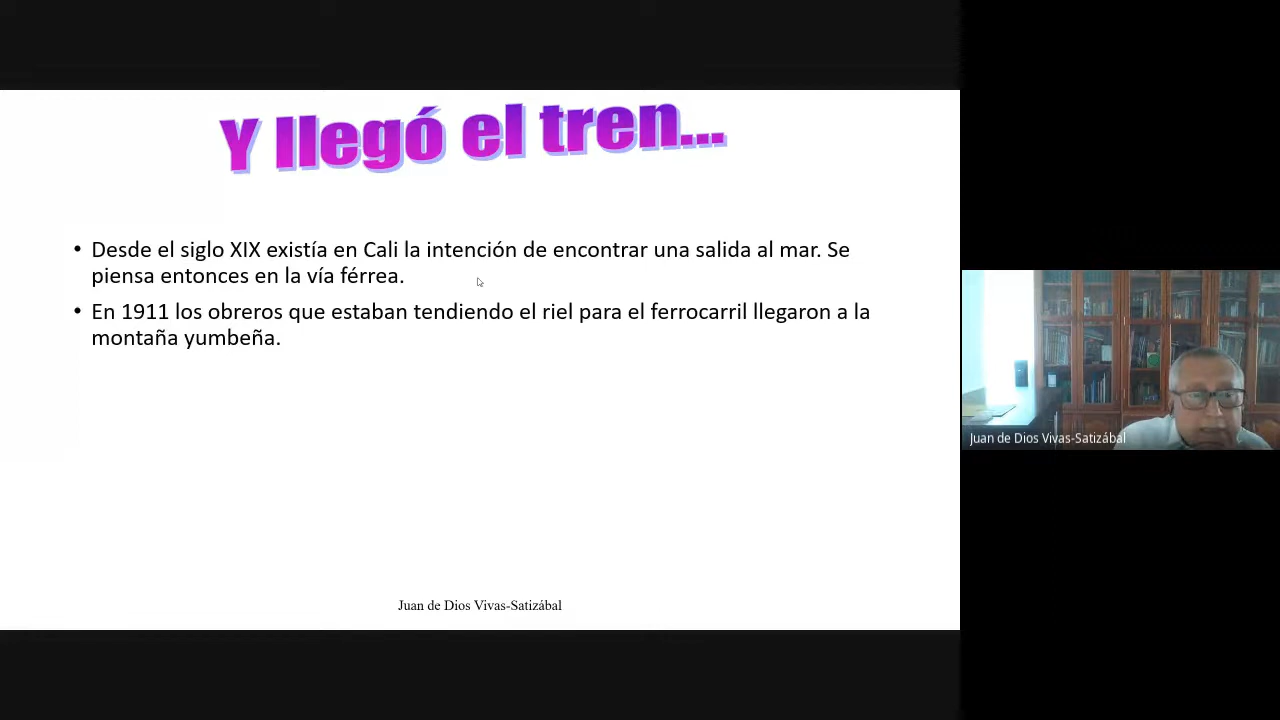 Y llegó el tren...
• Desde el siglo XIX existía en Cali la intención de encontrar una salida al mar. Se
piensa entonces en la vía férrea.
• En 1911 los obreros que estaban tendiendo el riel para el ferrocarril llegaron a la
montaña yumbeña.
Juan de Dios Vivas-Satizábal
Juan de Dios Vivas-Satizábal